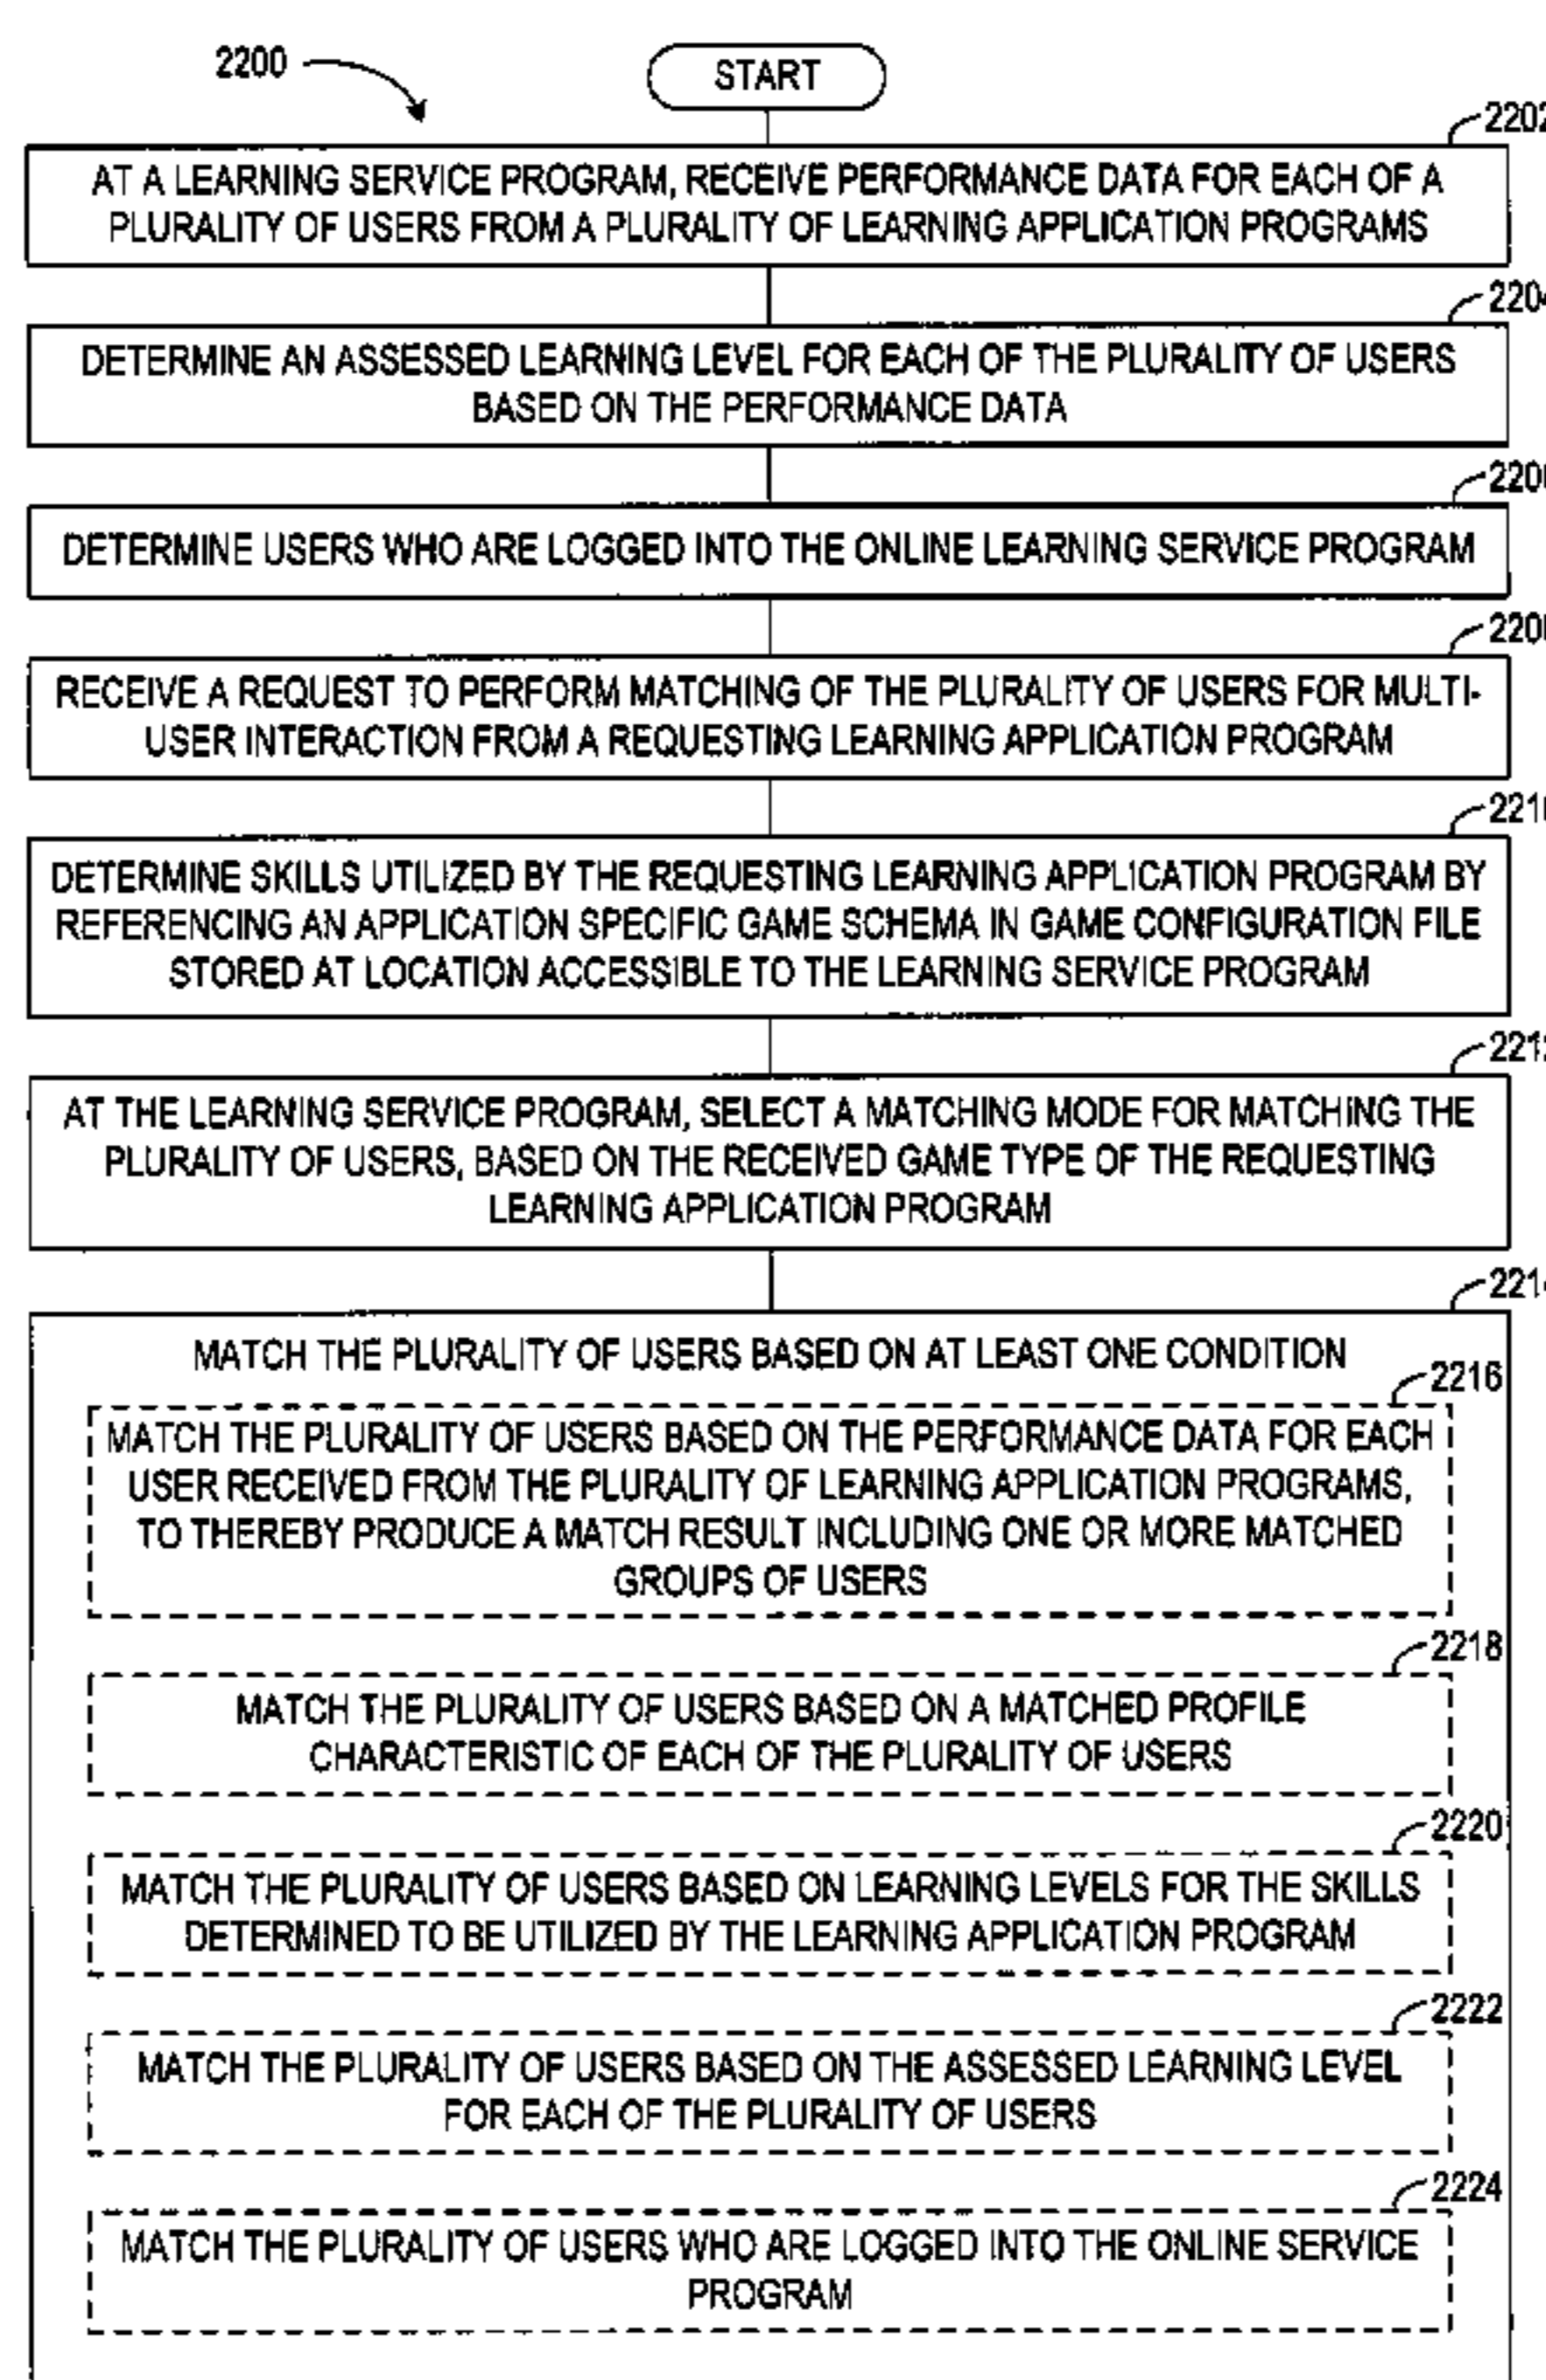 2200
START
2202
AT A LEARNING SERVICE PROGRAM, RECEIVE PERFORMANCE DATA FOR EACH OF A
PLURALITY OF USERS FROM A PLURALITY OF LEARNING APPLICATION PROGRAMS
2204
DETERMINE AN ASSESSED LEARNING LEVEL FOR EACH OF THE PLURALITY OF USERS
BASED ON THE PERFORMANCE DATA
DETERMINE USERS WHO ARE LOGGED INTO THE ONLINE LEARNING SERVICE PROGRAM
RECEIVE A REQUEST TO PERFORM MATCHING OF THE PLURALITY OF USERS FOR MULTI-
USER INTERACTION FROM A REQUESTING LEARNING APPLICATION PROGRAM
DETERMINE SKILLS UTILIZED BY THE REQUESTING LEARNING APPLICATION PROGRAM BY
REFERENCING AN APPLICATION SPECIFIC GAME SCHEMA IN GAME CONFIGURATION FILE
STORED AT LOCATION ACCESSIBLE TO THE LEARNING SERVICE PROGRAM
2212
AT THE LEARNING SERVICE PROGRAM, SELECT A MATCHING MODE FOR MATCHING THE
PLURALITY OF USERS, BASED ON THE RECEIVED GAME TYPE OF THE REQUESTING
LEARNING APPLICATION PROGRAM
2214
MATCH THE PLURALITY OF USERS BASED ON AT LEAST ONE CONDITION
2216
MATCH THE PLURALITY OF USERS BASED ON THE PERFORMANCE DATA FOR EACH
USER RECEIVED FROM THE PLURALITY OF LEARNING APPLICATION PROGRAMS,
TO THEREBY PRODUCE A MATCH RESULT INCLUDING ONE OR MORE MATCHED
GROUPS OF USERS
2218
MATCH THE PLURALITY OF USERS BASED ON A MATCHED PROFILE
CHARACTERISTIC OF EACH OF THE PLURALITY OF USERS
2220
MATCH THE PLURALITY OF USERS BASED ON LEARNING LEVELS FOR THE SKILLS
DETERMINED TO BE UTILIZED BY THE LEARNING APPLICATION PROGRAM
2222
MATCH THE PLURALITY OF USERS BASED ON THE ASSESSED LEARNING LEVEL
FOR EACH OF THE PLURALITY OF USERS
2224
MATCH THE PLURALITY OF USERS WHO ARE LOGGED INTO THE ONLINE SERVICE
PROGRAM